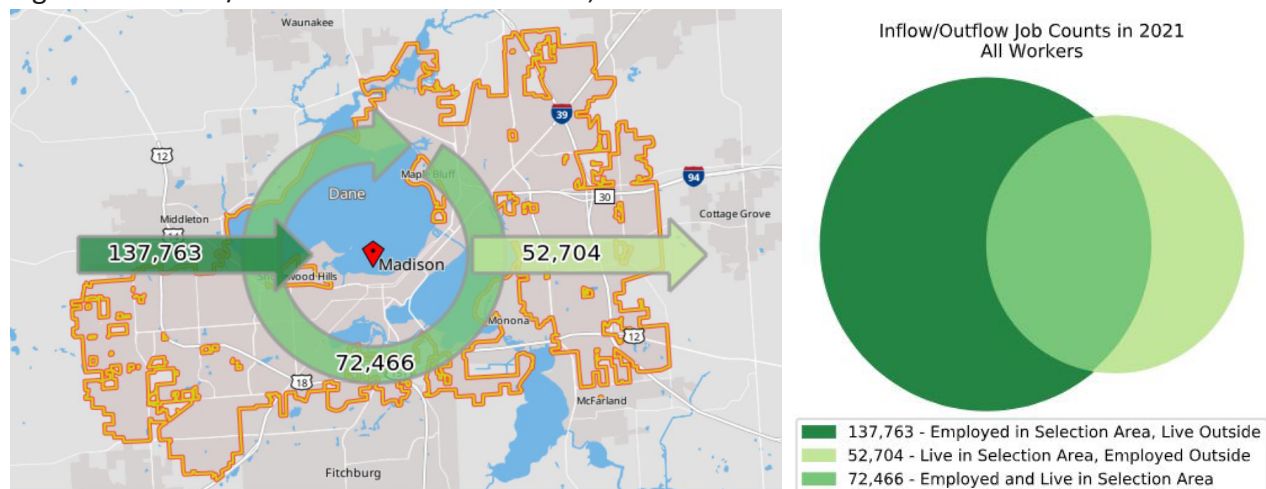 Waunakee
39
12
Maple Bluff
94
Dane
30
Middleton
Cottage Grove
137,763
52,704
Madison
wood Hills
Monona
12
72,466
18
McFarland
Fitchburg
Inflow/Outflow Job Counts in 2021
All Workers
137,763 - Employed in Selection Area, Live Outside
52,704 - Live in Selection Area, Employed Outside
72,466 - Employed and Live in Selection Area